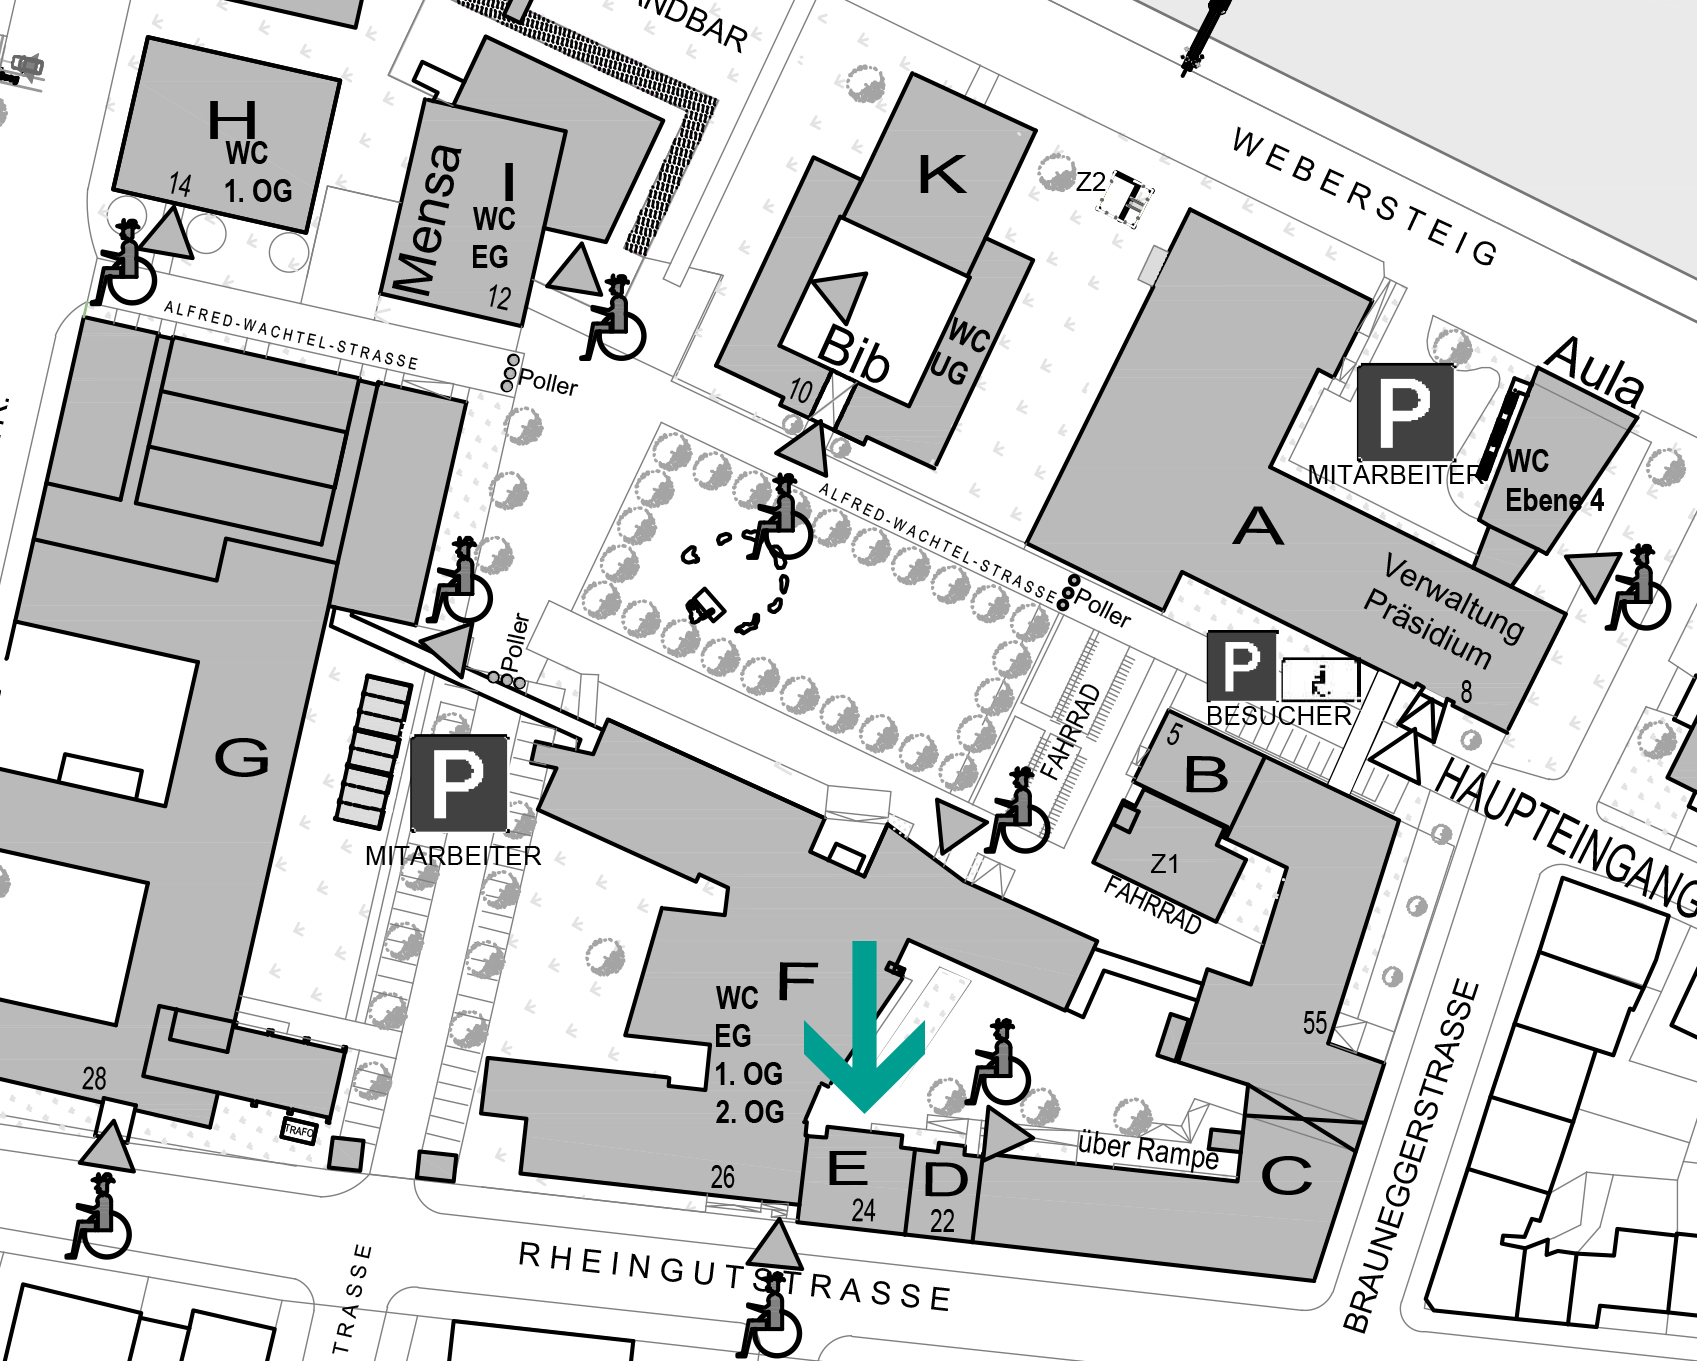 ANDBAR
WEBERSTEIG
H
WC
1. OG
14
Mensa
I
WC
EG
12
K
Z2
ALFRED-WACHTEL-STRASSE
Poller
Bib
WC
UG
10
Aula
P
MITARBEITER
WC
Ebene 4
A
Verwaltung
Präsidium
8
ALFRED-WACHTEL-STRASSE
Poller
P
BESUCHER
Poller
FAHRRAD
5
B
Z1
FAHRRAD
HAUPTEINGANG
G
P
MITARBEITER
F
WC
EG
1. OG
2. OG
26
55
28
TRAFO
E
24
D
22
über Rampe
C
RHEINGUTSTRASSE
BRAUNEGGERSTRASSE
TRASSE